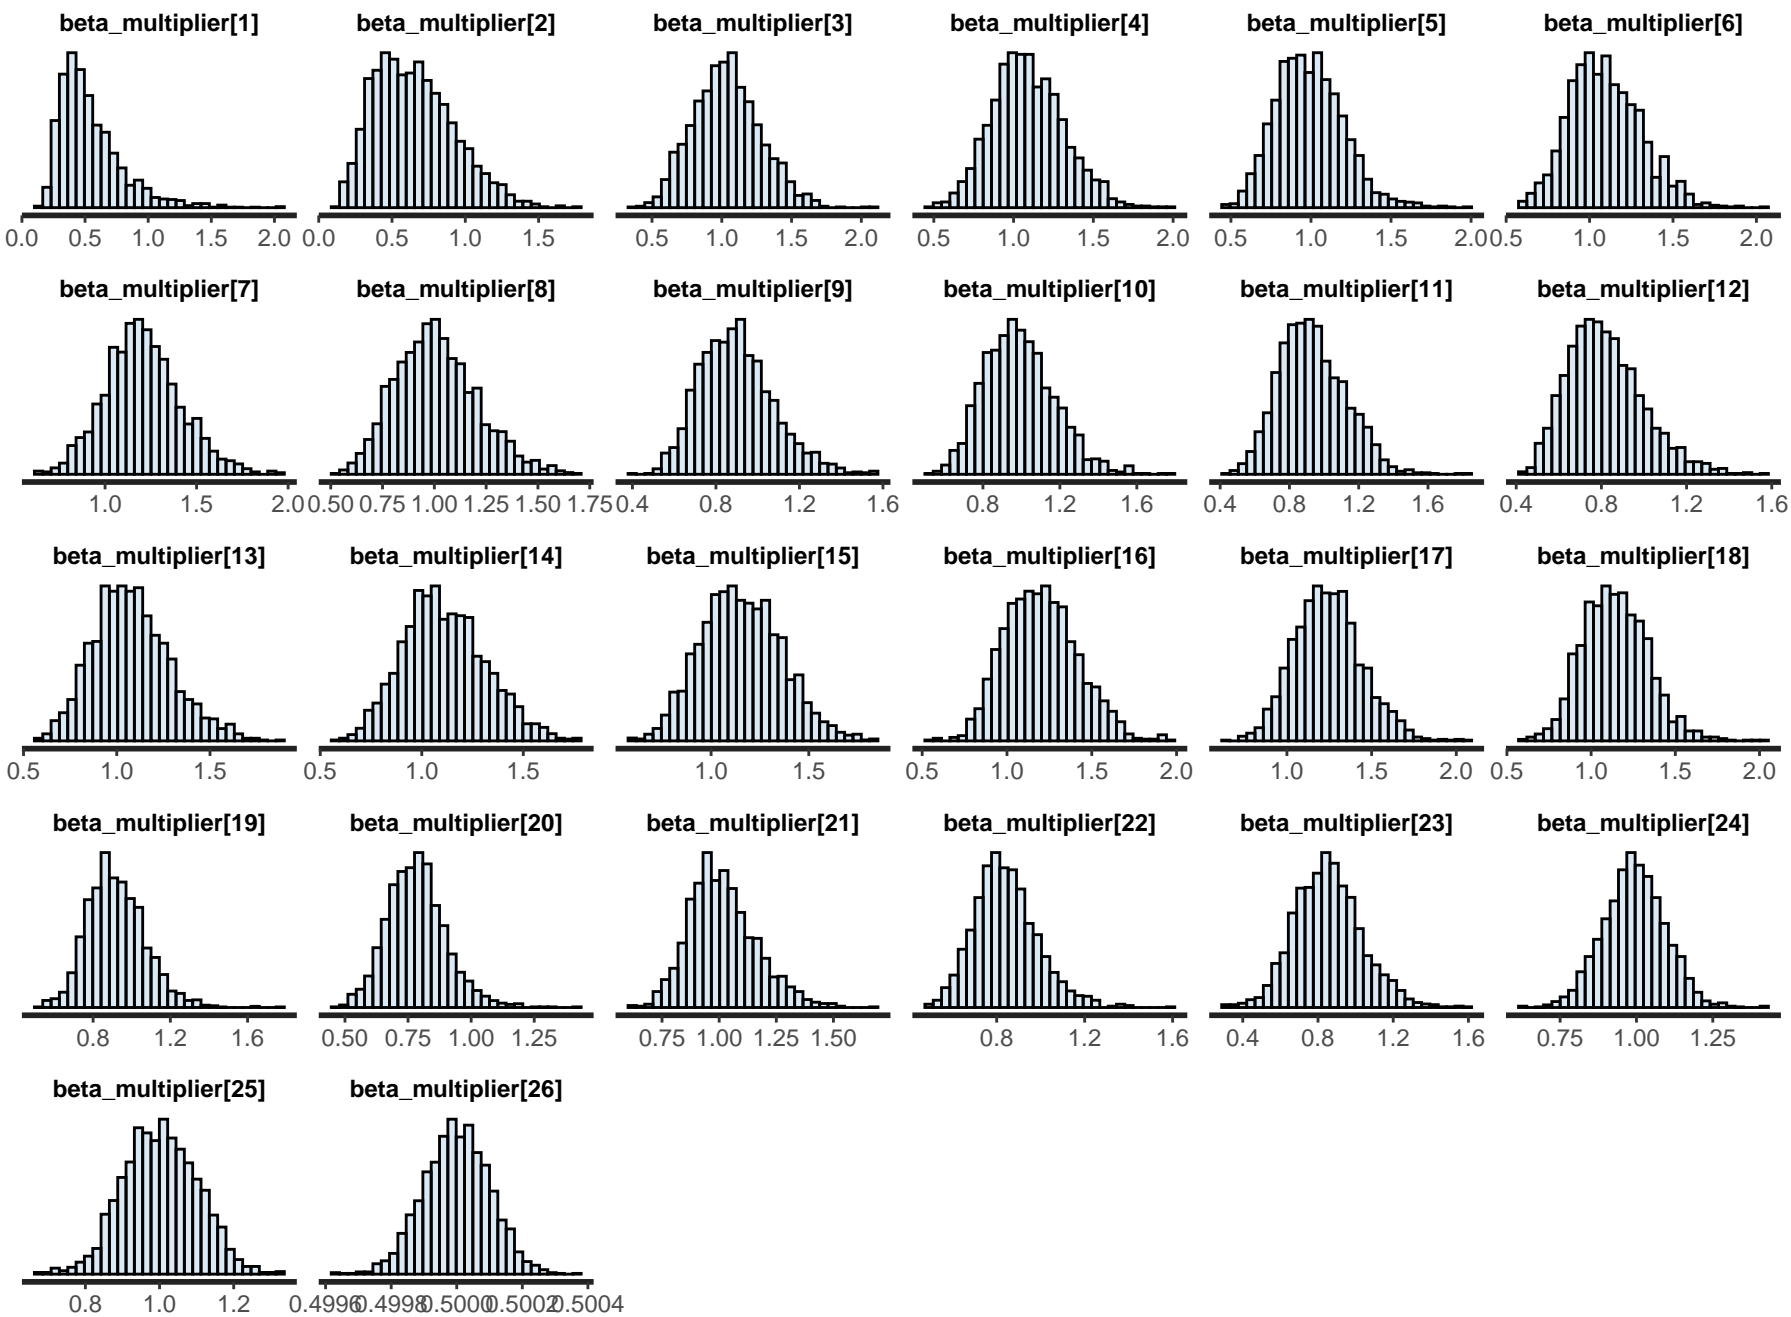 beta_multiplier[1] beta_multiplier[2] beta_multiplier[3] beta_multiplier[4] beta_multiplier[5] beta_multiplier[6]
0.0 0.5 1.0 1.5 2.0 0.0 0.5 1.0 1.5 0.5 1.0 1.5 2.0 0.5 1.0 1.5 2.0 0.5 1.0 1.5 2.0 0.5 1.0 1.5 2.0
beta_multiplier[7] beta_multiplier[8] beta_multiplier[9] beta_multiplier[10] beta_multiplier[11] beta_multiplier[12]
1.0 1.5 2.0 0.50 0.75 1.00 1.25 1.50 1.75 0.4 0.8 1.2 1.6 0.8 1.2 1.6 0.4 0.8 1.2 1.6 0.4 0.8 1.2 1.6
beta_multiplier[13] beta_multiplier[14] beta_multiplier[15] beta_multiplier[16] beta_multiplier[17] beta_multiplier[18]
0.5 1.0 1.5 0.5 1.0 1.5 1.0 1.5 0.5 1.0 1.5 2.0 1.0 1.5 2.0 0.5 1.0 1.5 2.0
beta_multiplier[19] beta_multiplier[20] beta_multiplier[21] beta_multiplier[22] beta_multiplier[23] beta_multiplier[24]
0.8 1.2 1.6 0.50 0.75 1.00 1.25 0.75 1.00 1.25 1.50 0.8 1.2 1.6 0.4 0.8 1.2 1.6 0.75 1.00 1.25
beta_multiplier[25] beta_multiplier[26]
0.8 1.0 1.2 0.4996 0.4998 0.5000 0.5002 0.5004